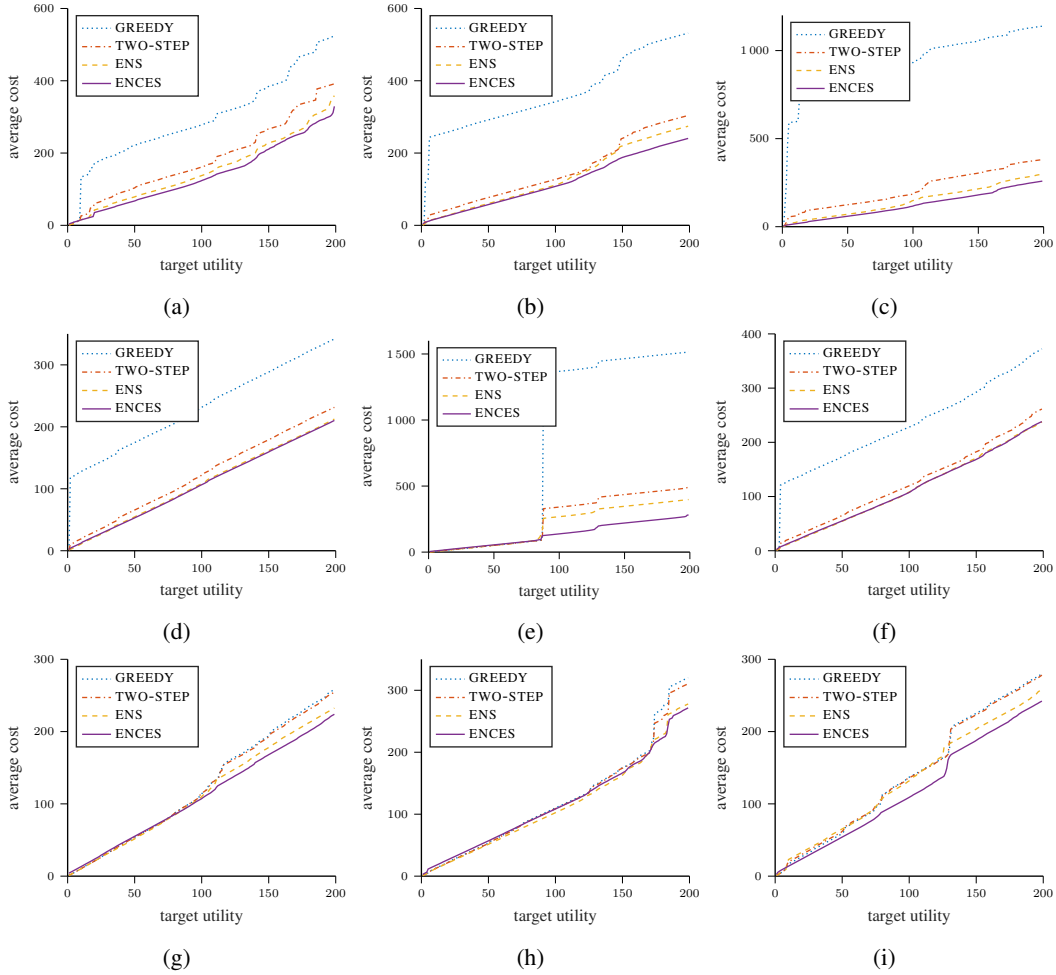 600
400
200
0
average cost
GREEDY
TWO-STEP
ENS
ENCES
0 50 100 150 200
target utility
(a)
600
400
200
0
average cost
GREEDY
TWO-STEP
ENS
ENCES
0 50 100 150 200
target utility
(b)
1 000
500
0
average cost
GREEDY
TWO-STEP
ENS
ENCES
0 50 100 150 200
target utility
(c)
300
200
100
0
average cost
GREEDY
TWO-STEP
ENS
ENCES
0 50 100 150 200
target utility
(d)
1 500
1 000
500
0
average cost
GREEDY
TWO-STEP
ENS
ENCES
0 50 100 150 200
target utility
(e)
400
300
200
100
0
average cost
GREEDY
TWO-STEP
ENS
ENCES
0 50 100 150 200
target utility
(f)
300
200
100
0
average cost
GREEDY
TWO-STEP
ENS
ENCES
0 50 100 150 200
target utility
(g)
300
200
100
0
average cost
GREEDY
TWO-STEP
ENS
ENCES
0 50 100 150 200
target utility
(h)
300
200
100
0
average cost
GREEDY
TWO-STEP
ENS
ENCES
0 50 100 150 200
target utility
(i)